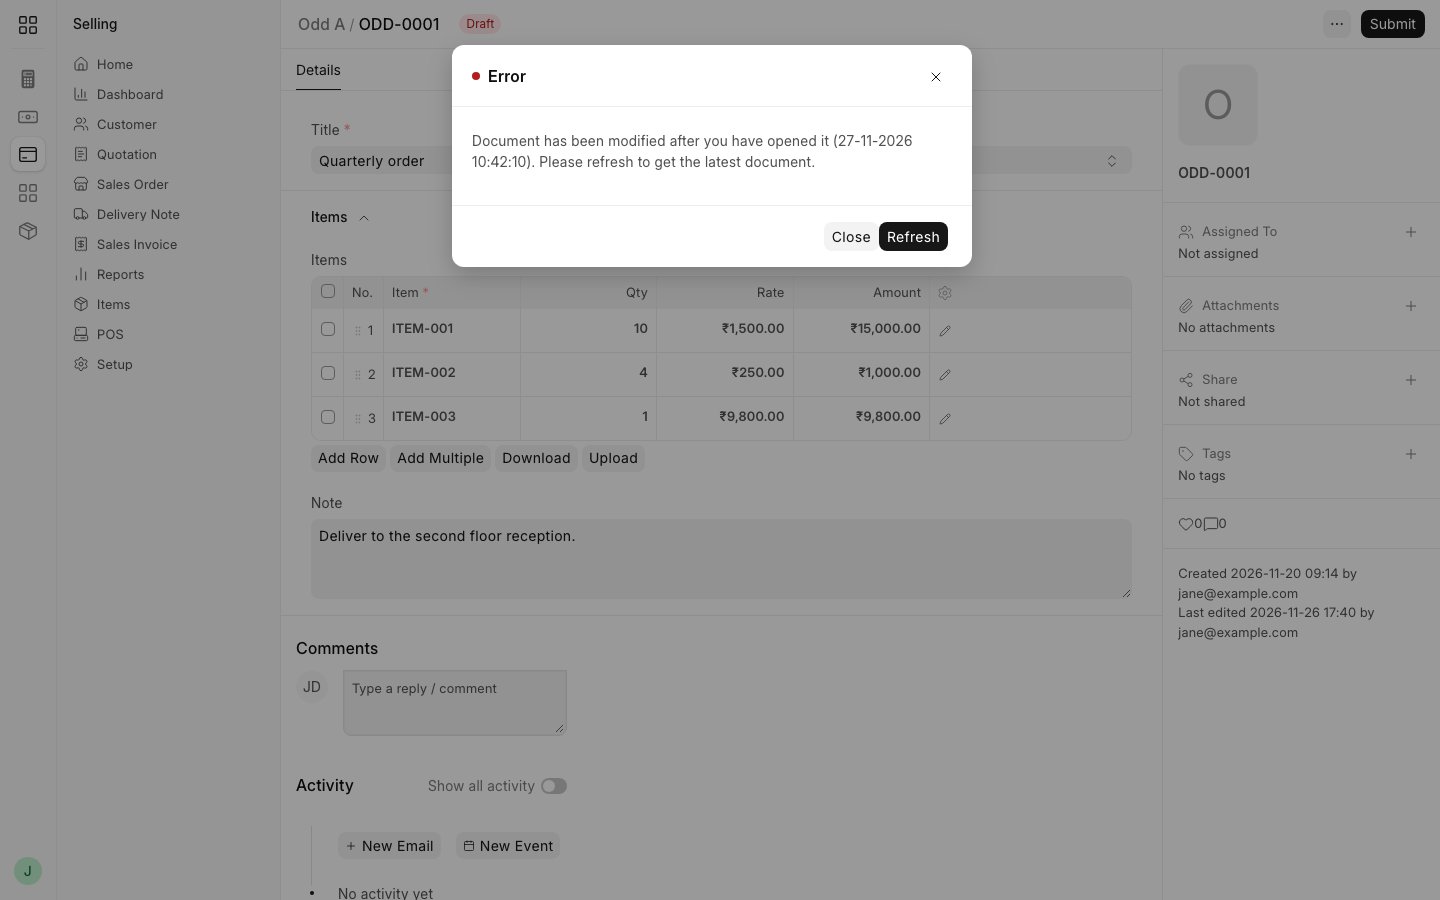 Selling
Home
Dashboard
Customer
Quotation
Sales Order
Delivery Note
Sales Invoice
Reports
Items
POS
Setup
J
Odd A / ODD-0001 Draft
··· Submit
Details
Error
Document has been modified after you have opened it (27-11-2026
10:42:10). Please refresh to get the latest document.
Close Refresh
Title *
Quarterly order
Items
Items
No. Item * Qty Rate Amount
1 ITEM-001 10 ₹1,500.00 ₹15,000.00
2 ITEM-002 4 ₹250.00 ₹1,000.00
3 ITEM-003 1 ₹9,800.00 ₹9,800.00
Add Row Add Multiple Download Upload
Note
Deliver to the second floor reception.
Comments
JD
Type a reply / comment
Activity
Show all activity
New Email New Event
No activity yet
O
ODD-0001
Assigned To
Not assigned
Attachments
No attachments
Share
Not shared
Tags
No tags
0 0
Created 2026-11-20 09:14 by
jane@example.com
Last edited 2026-11-26 17:40 by
jane@example.com